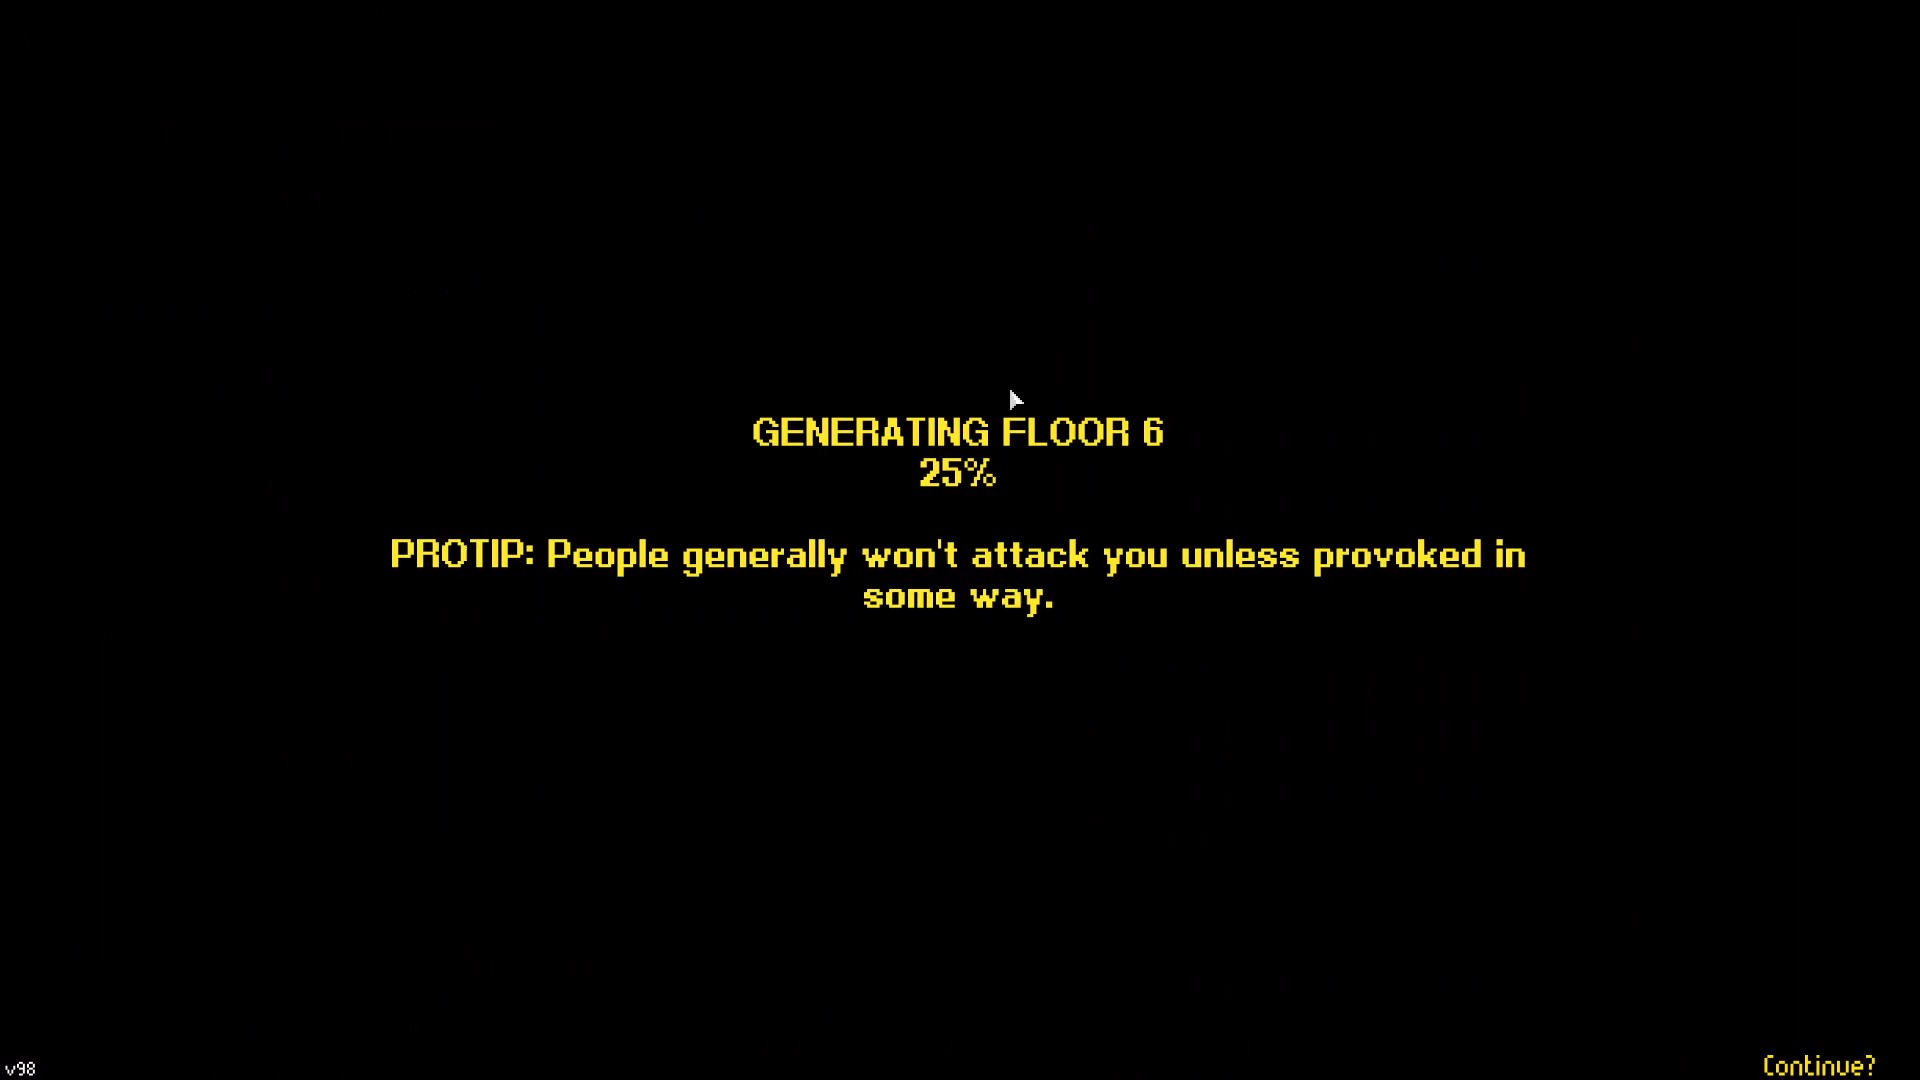 GENERATING FLOOR 6
25%
PROTIP: People generally won't attack you unless provoked in
some way.
v98
Continue?